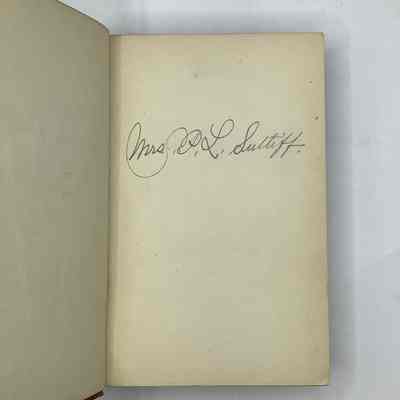 Mrs. P. L. Sutliff.